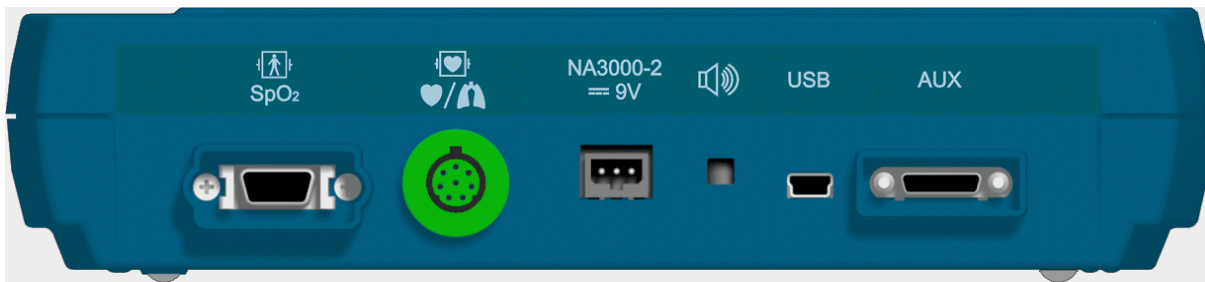 SpO₂
/
NA3000-2
⎓ 9V
USB
AUX